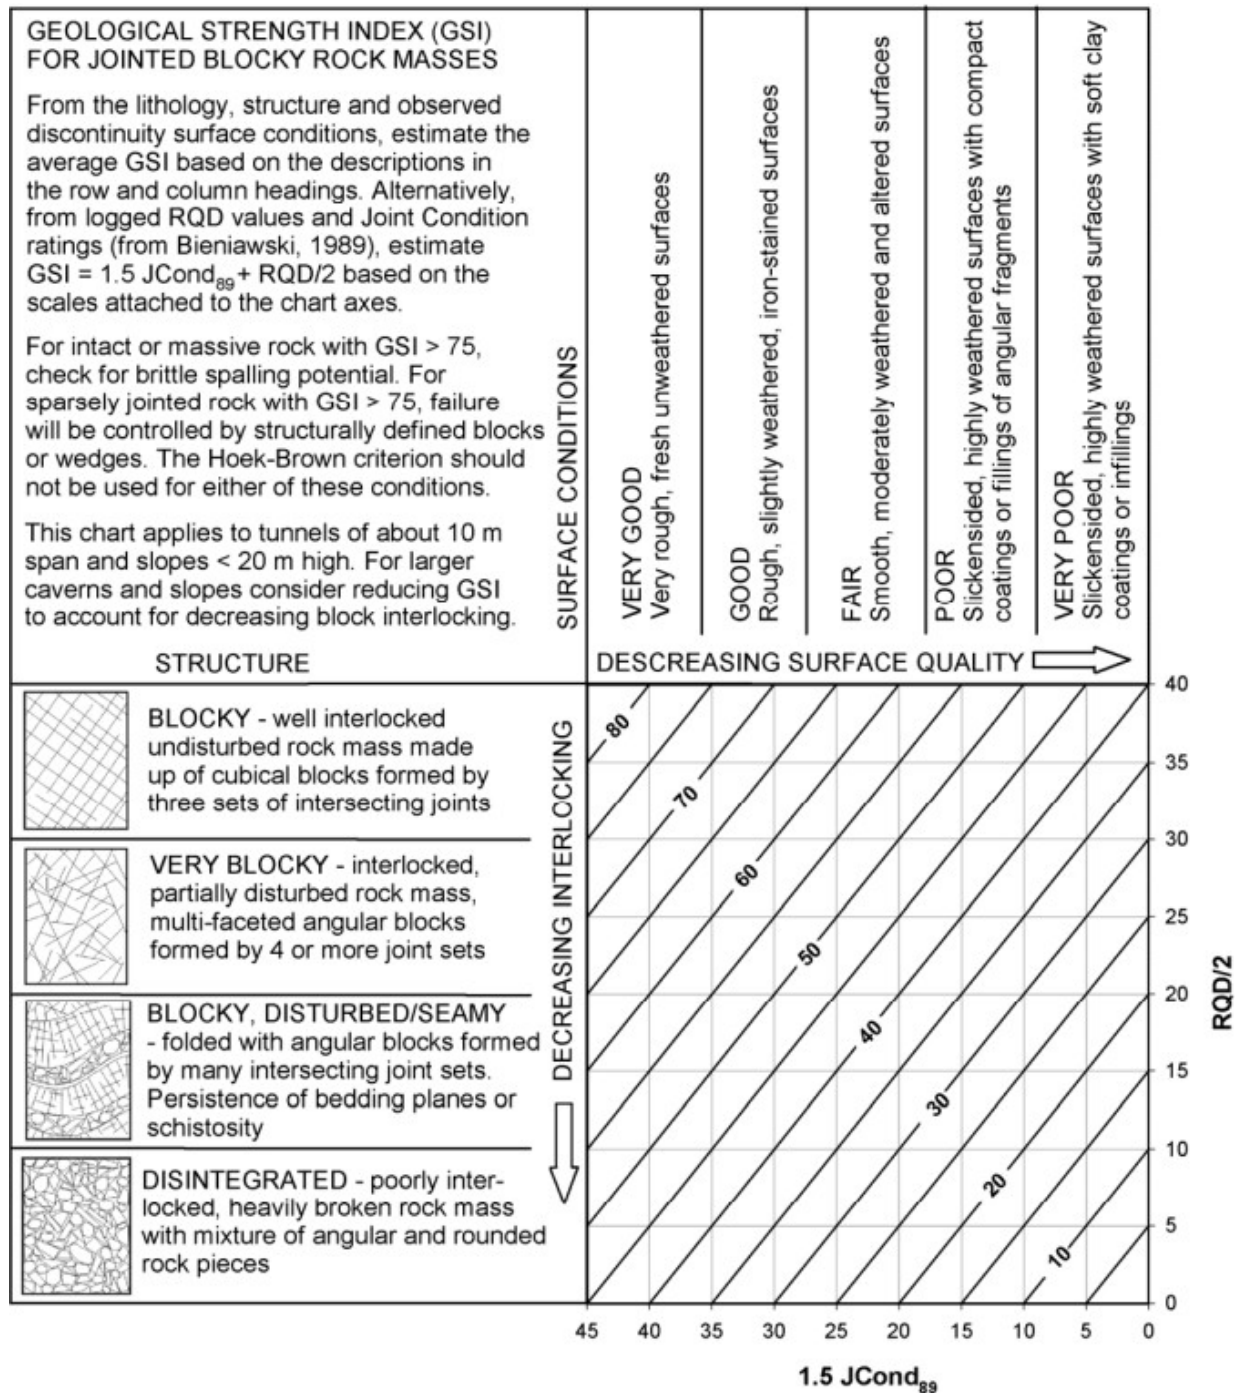 GEOLOGICAL STRENGTH INDEX (GSI)
FOR JOINTED BLOCKY ROCK MASSES
From the lithology, structure and observed
discontinuity surface conditions, estimate the
average GSI based on the descriptions in
the row and column headings. Alternatively,
from logged RQD values and Joint Condition
ratings (from Bieniawski, 1989), estimate
GSI = 1.5 JCond89 + RQD/2 based on the
scales attached to the chart axes.
For intact or massive rock with GSI > 75,
check for brittle spalling potential. For
sparsely jointed rock with GSI > 75, failure
will be controlled by structurally defined blocks
or wedges. The Hoek-Brown criterion should
not be used for either of these conditions.
This chart applies to tunnels of about 10 m
span and slopes < 20 m high. For larger
caverns and slopes consider reducing GSI
to account for decreasing block interlocking.
SURFACE CONDITIONS
VERY GOOD
Very rough, fresh unweathered surfaces
GOOD
Rough, slightly weathered, iron-stained surfaces
FAIR
Smooth, moderately weathered and altered surfaces
POOR
Slickensided, highly weathered surfaces with compact
coatings or fillings of angular fragments
VERY POOR
Slickensided, highly weathered surfaces with soft clay
coatings or infillings
STRUCTURE
DESCREASING SURFACE QUALITY
BLOCKY - well interlocked
undisturbed rock mass made
up of cubical blocks formed by
three sets of intersecting joints
VERY BLOCKY - interlocked,
partially disturbed rock mass,
multi-faceted angular blocks
formed by 4 or more joint sets
BLOCKY, DISTURBED/SEAMY
- folded with angular blocks formed
by many intersecting joint sets.
Persistence of bedding planes or
schistosity
DISINTEGRATED - poorly inter-
locked, heavily broken rock mass
with mixture of angular and rounded
rock pieces
DECREASING INTERLOCKING
80
70
60
50
40
30
20
10
40
35
30
25
20
15
10
5
0
RQD/2
45 40 35 30 25 20 15 10 5 0
1.5 JCond89